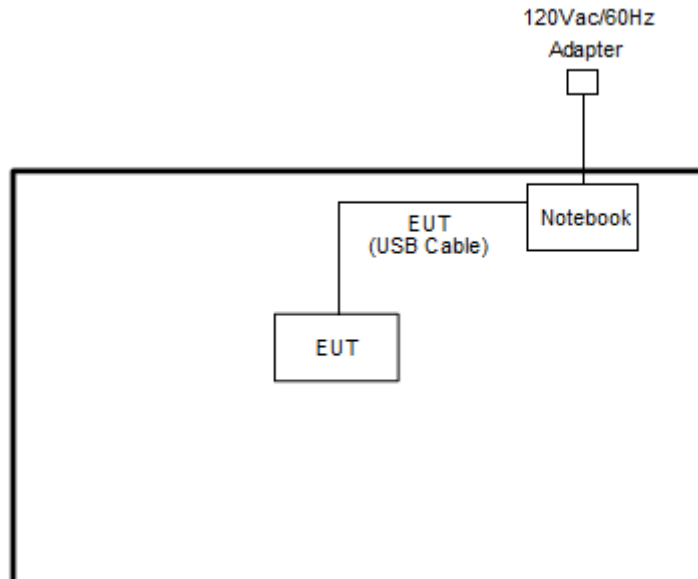 120Vac/60Hz
Adapter
Notebook
EUT
(USB Cable)
EUT